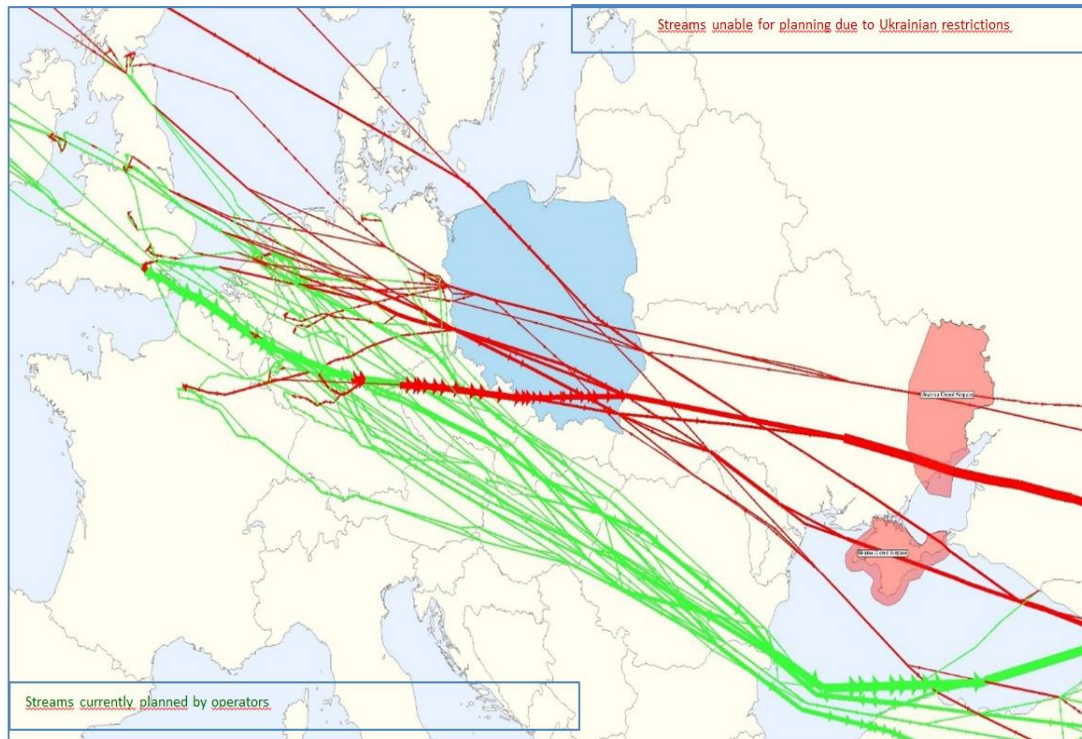 Streams unable for planning due to Ukrainian restrictions
Streams currently planned by operators